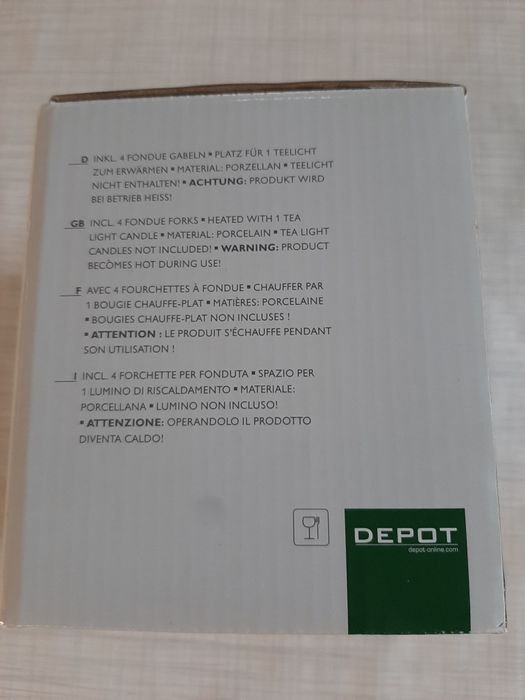 D INKL. 4 FONDUE GABELN ▪ PLATZ FÜR 1 TEELICHT
ZUM ERWÄRMEN ▪ MATERIAL: PORZELLAN ▪ TEELICHT
NICHT ENTHALTEN! ▪ ACHTUNG: PRODUKT WIRD
BEI BETRIEB HEISS!
GB INCL. 4 FONDUE FORKS ▪ HEATED WITH 1 TEA
LIGHT CANDLE ▪ MATERIAL: PORCELAIN ▪ TEA LIGHT
CANDLES NOT INCLUDED! ▪ WARNING: PRODUCT
BECOMES HOT DURING USE!
F AVEC 4 FOURCHETTES À FONDUE ▪ CHAUFFER PAR
1 BOUGIE CHAUFFE-PLAT ▪ MATIÈRES: PORCELAINE
▪ BOUGIES CHAUFFE-PLAT NON INCLUSES !
▪ ATTENTION : LE PRODUIT S'ÉCHAUFFE PENDANT
SON UTILISATION !
I INCL. 4 FORCHETTE PER FONDUTA ▪ SPAZIO PER
1 LUMINO DI RISCALDAMENTO ▪ MATERIALE:
PORCELLANA ▪ LUMINO NON INCLUSO!
▪ ATTENZIONE: OPERANDOLO IL PRODOTTO
DIVENTA CALDO!
DEPOT
depot-online.com